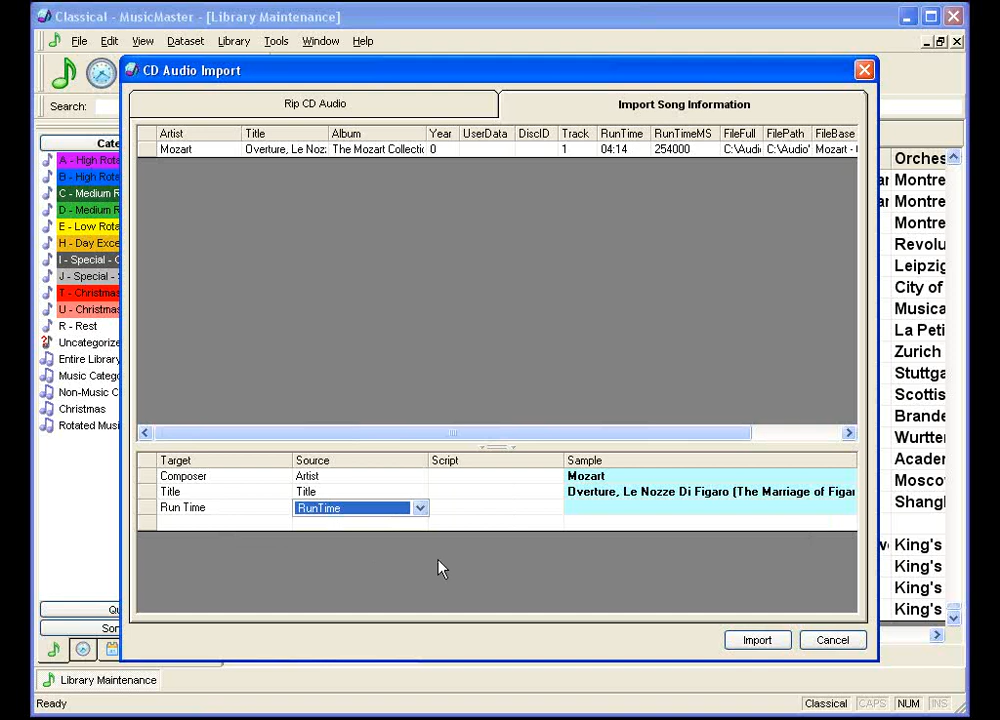 Classical - MusicMaster - [Library Maintenance]
File Edit View Dataset Library Tools Window Help
CD Audio Import
Search:
Rip CD Audio Import Song Information
Artist Title Album Year UserData DiscID Track RunTime RunTimeMS FileFull FilePath FileBase
Mozart Overture, Le Noz: The Mozart Collectic 0 1 04:14 254000 C:\Audi C:\Audio' Mozart -
Cate
A - High Rota
B - High Rota
C - Medium R
D - Medium R
E - Low Rota
H - Day Exce
I - Special - C
J - Special -
T - Christmas
U - Christmas
R - Rest
Uncategorize
Entire Library
Music Catego
Non-Music C
Christmas
Rotated Musi
Orches
Montre
Montre
Montre
Revolu
Leipzig
City of
Musica
La Peti
Zurich
Stuttga
Scottis
Brande
Wurtte
Acade
Mosco
Shangl
King's
King's
King's
King's
Target Source Script Sample
Composer Artist Mozart
Title Title Overture, Le Nozze Di Figaro (The Marriage of Figar
Run Time RunTime
Qu
Son
Import Cancel
Library Maintenance
Ready Classical CAPS NUM INS